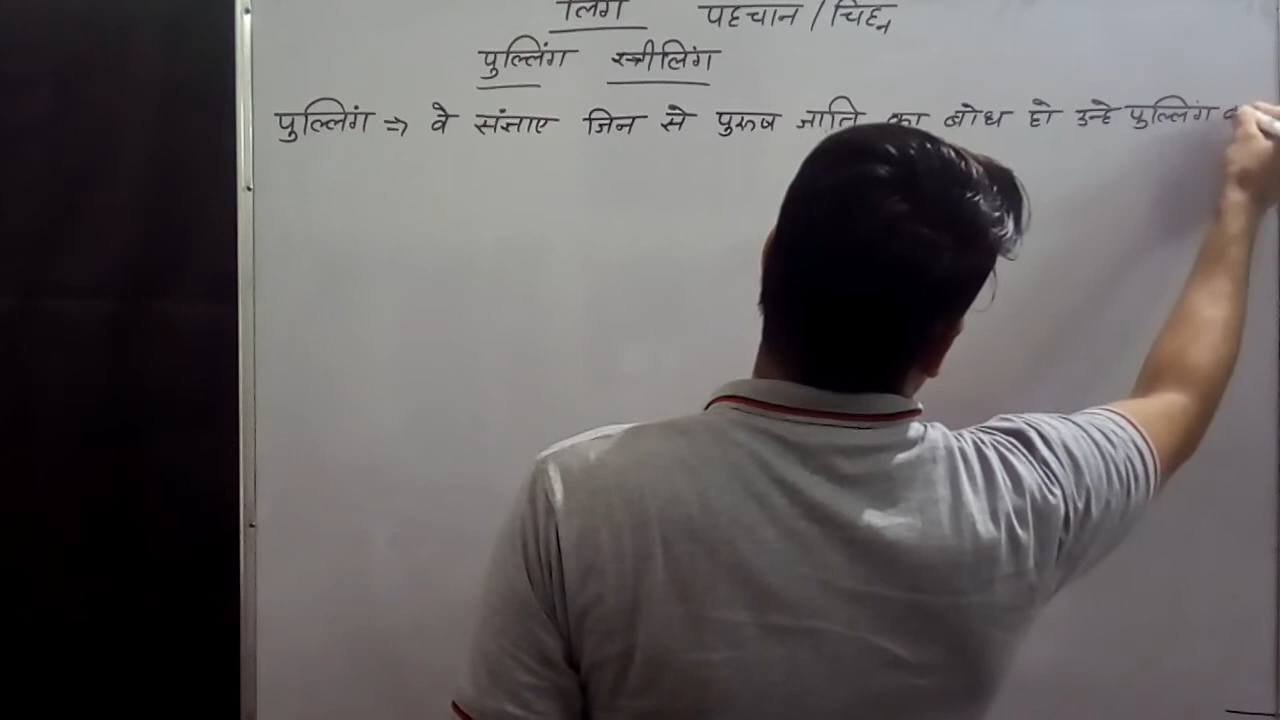 लिंग पहचान / चिह्न
पुल्लिंग स्त्रीलिंग
पुल्लिंग => वे संज्ञाए जिन से पुरुष जाति का बोध हो उन्हे पुल्लिंग